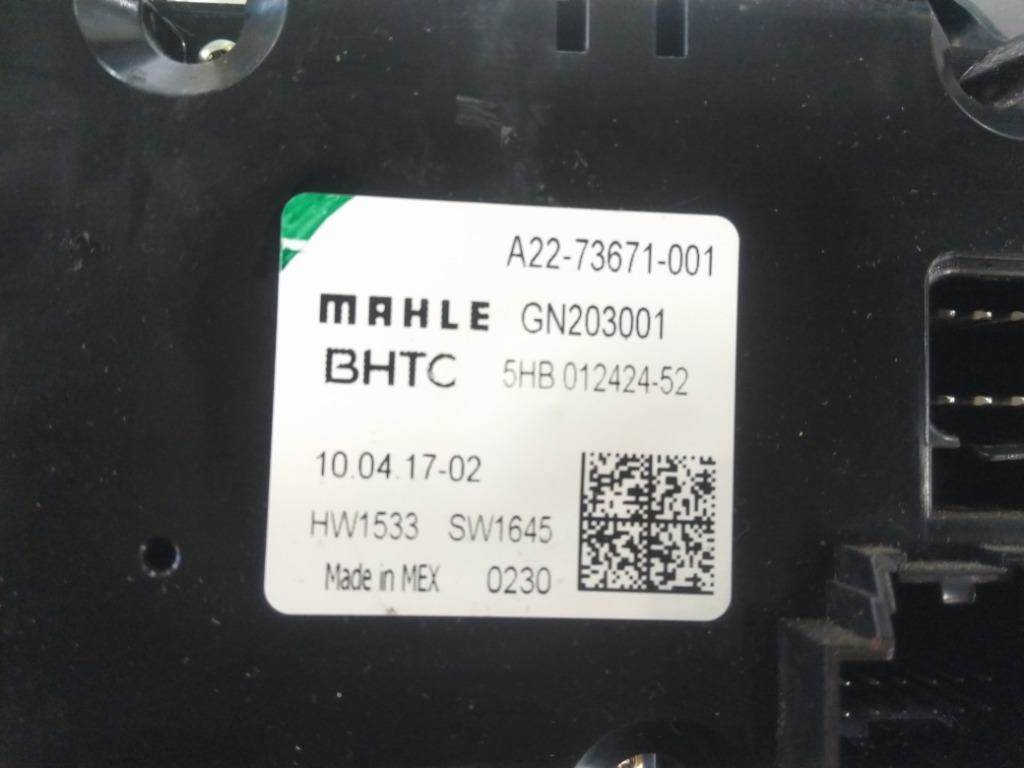 A22-73671-001
MAHLE GN203001
BHTC 5HB 012424-52
10.04.17-02
HW1533 SW1645
Made in MEX 0230